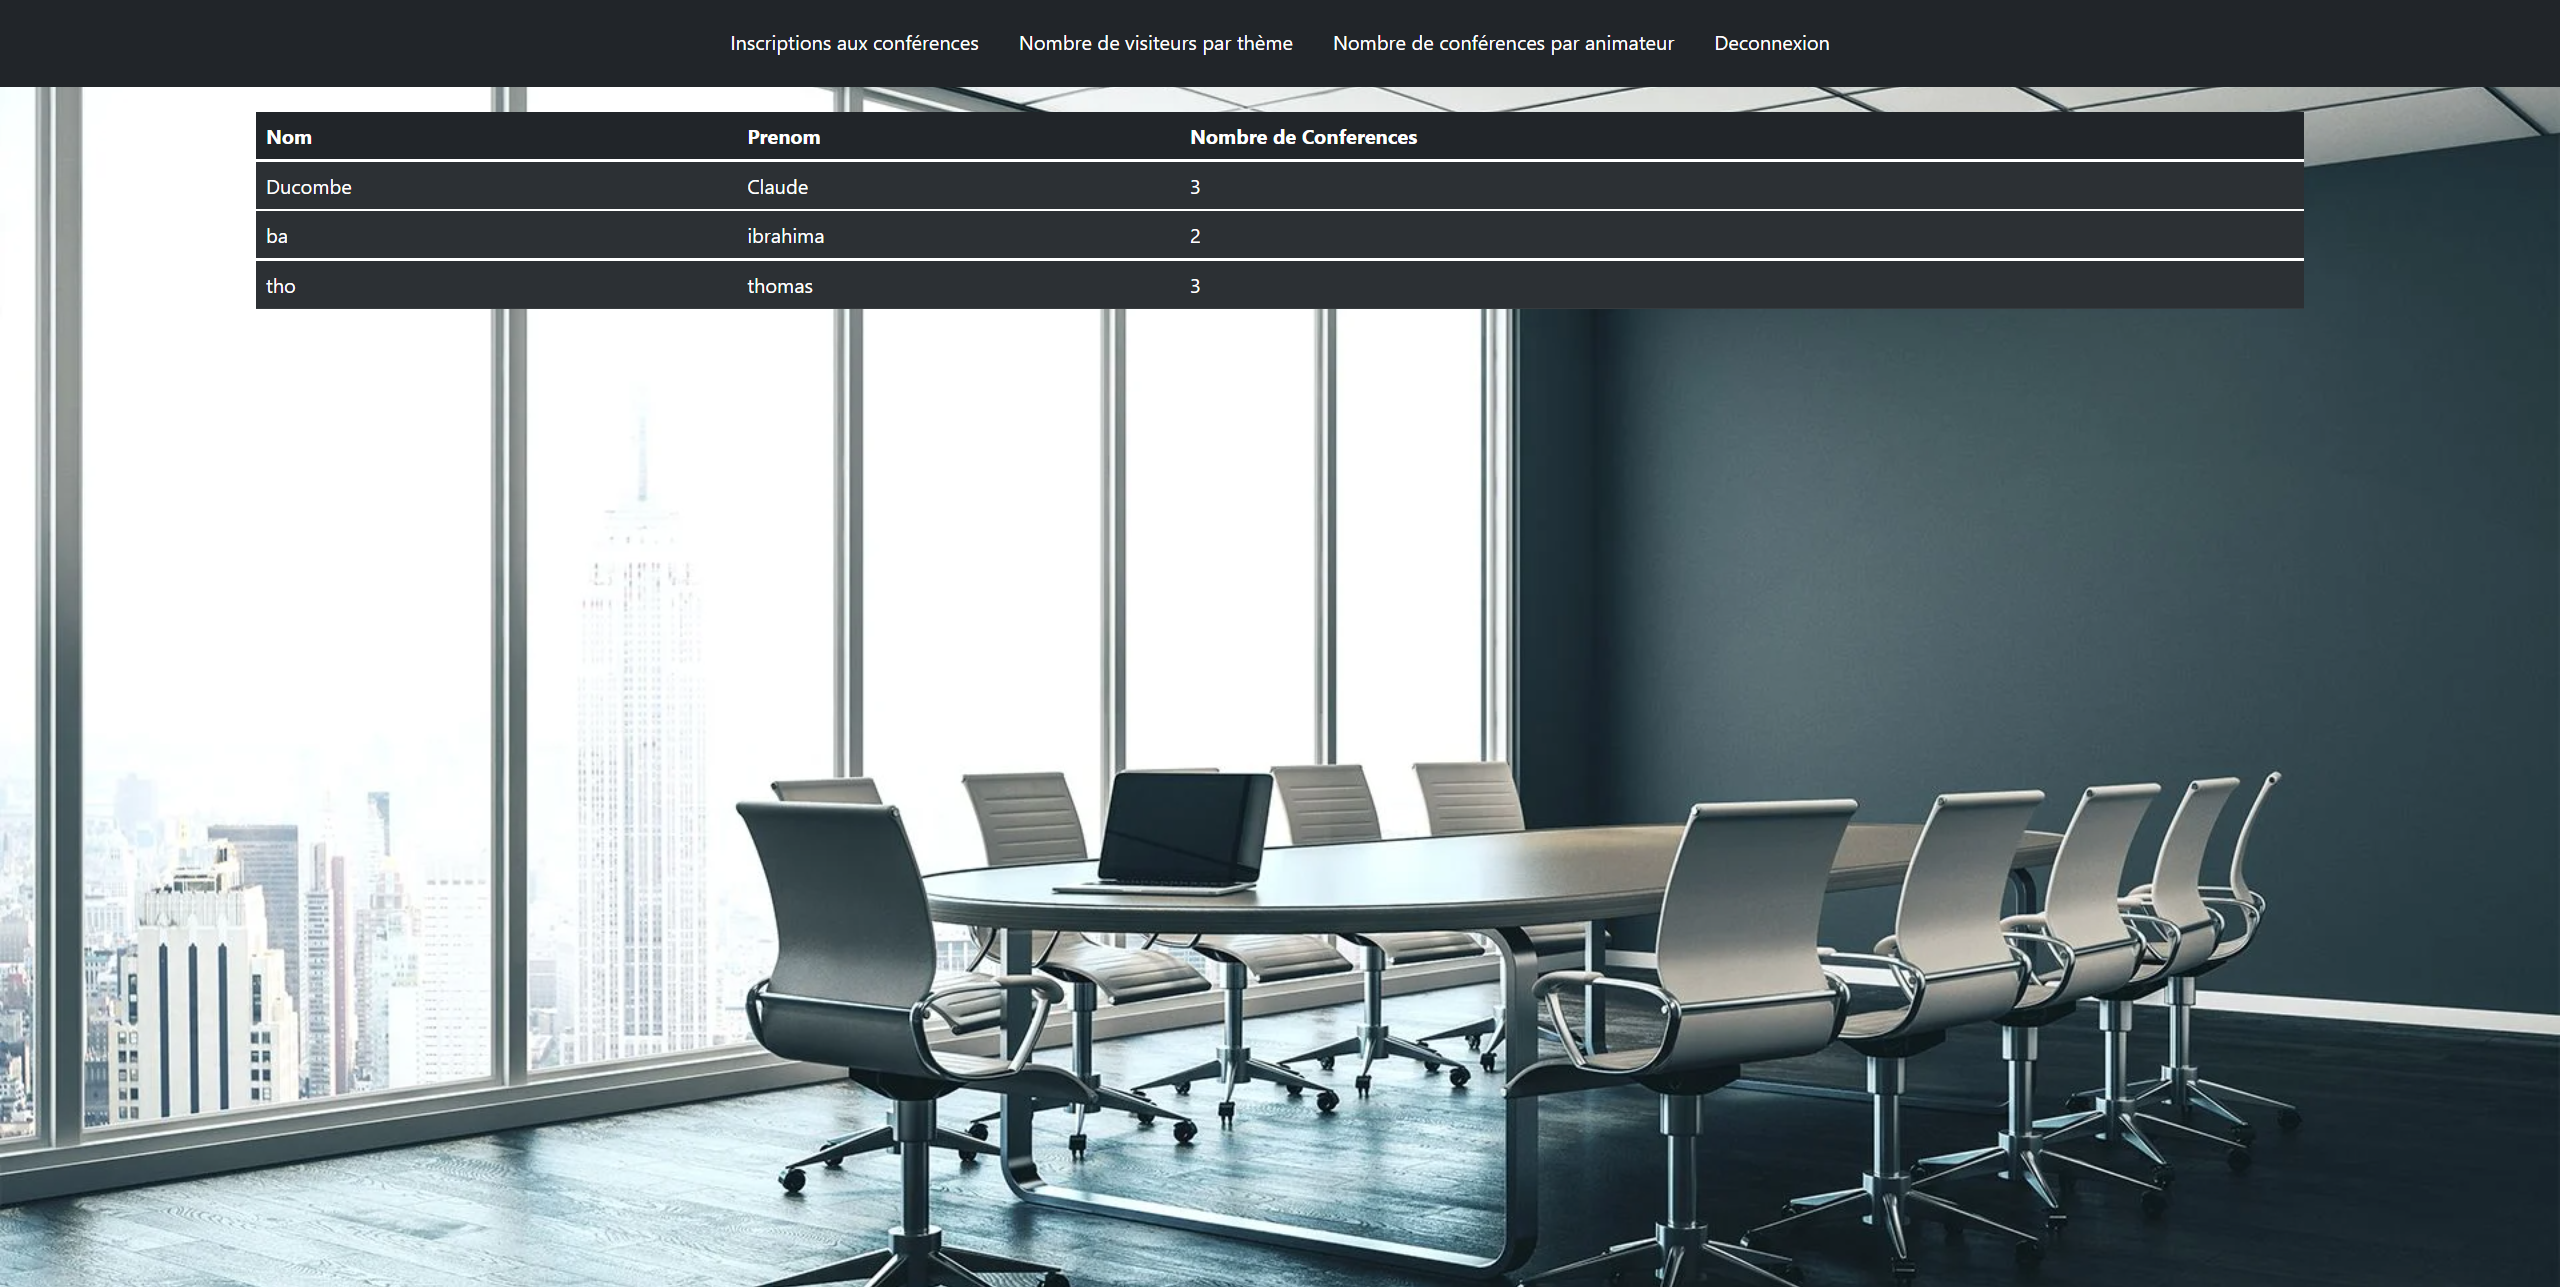 Inscriptions aux conférences Nombre de visiteurs par thème Nombre de conférences par animateur Deconnexion
Nom Prenom Nombre de Conferences
Ducombe Claude 3
ba ibrahima 2
tho thomas 3